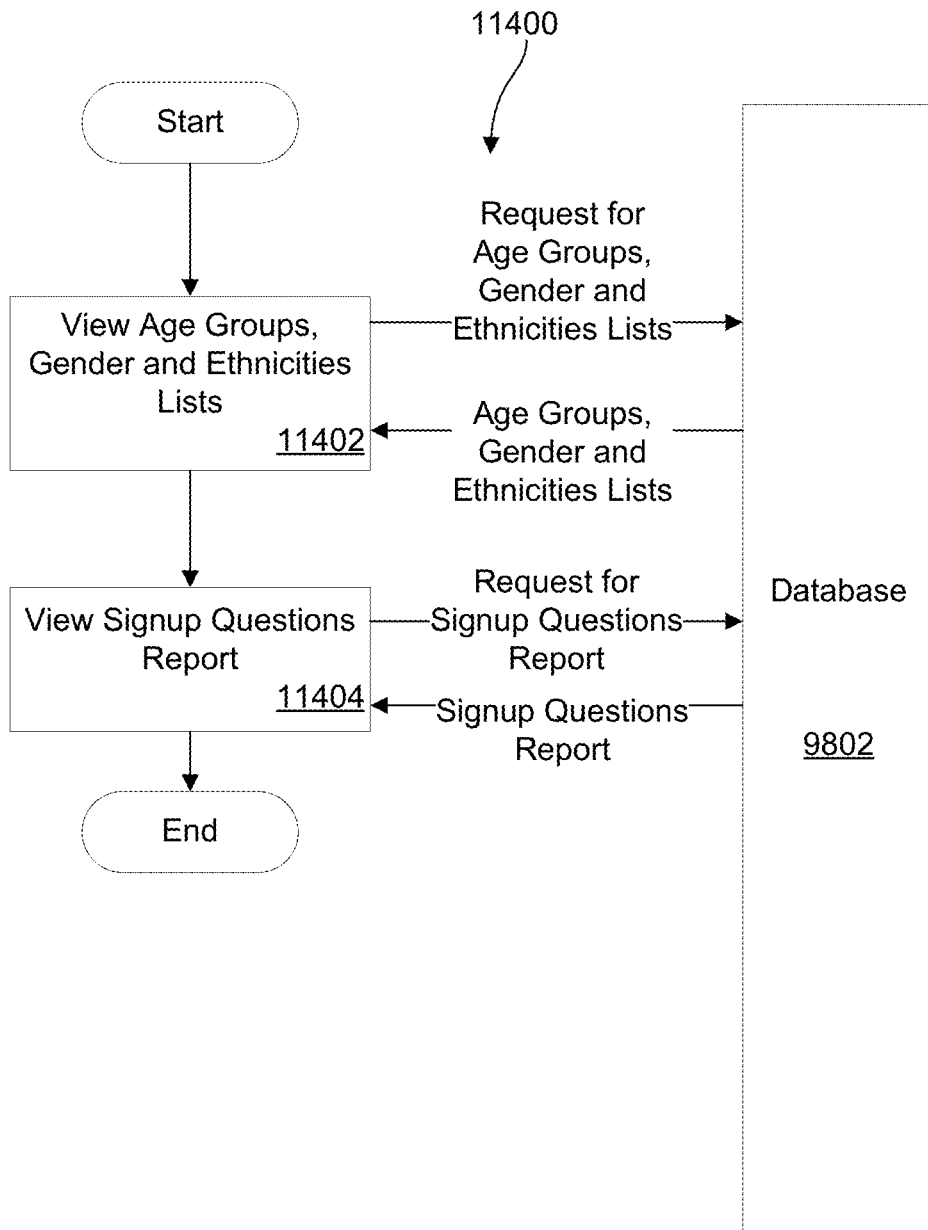 11400
Start
Request for
Age Groups,
Gender and
Ethnicities Lists
View Age Groups,
Gender and Ethnicities
Lists
11402
Age Groups,
Gender and
Ethnicities Lists
Request for
Signup Questions
Report
View Signup Questions
Report
11404
Signup Questions
Report
Database
9802
End